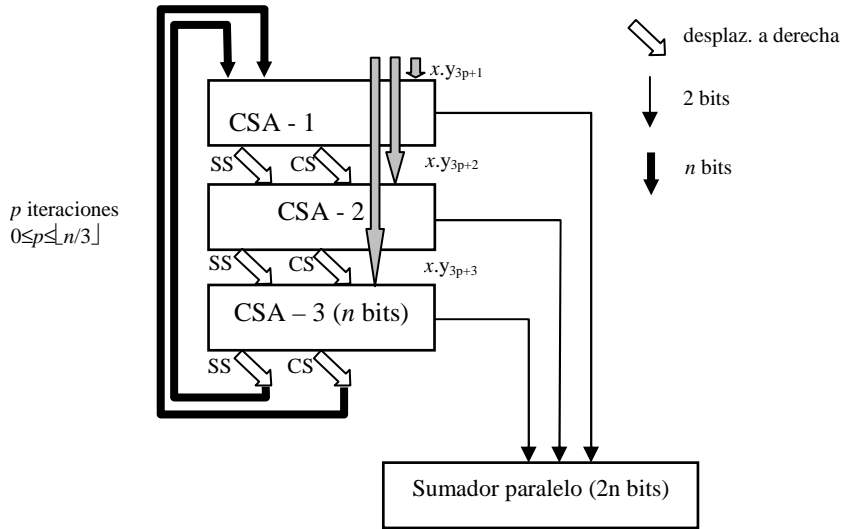 desplaz. a derecha
x.y3p+1
2 bits
CSA - 1
SS CS
x.y3p+2
n bits
CSA - 2
p iteraciones
0≤p≤⌊n/3⌋
SS CS
x.y3p+3
CSA – 3 (n bits)
SS CS
Sumador paralelo (2n bits)